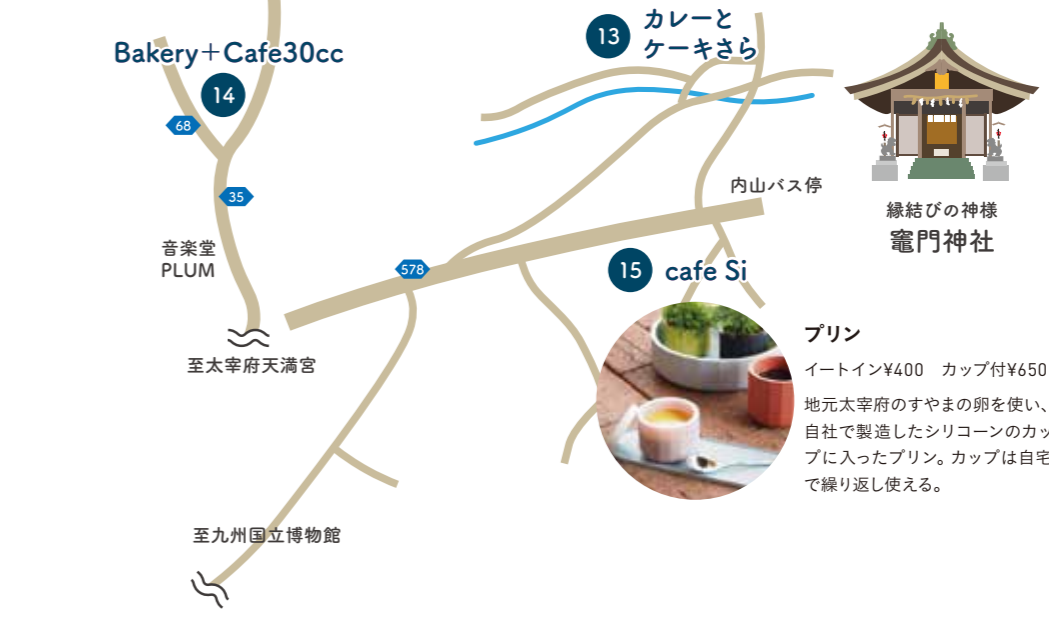 Bakery＋Cafe30cc
14
68
35
音楽堂
PLUM
至太宰府天満宮
578
至九州国立博物館
13
カレーと
ケーキさら
内山バス停
縁結びの神様
竈門神社
15 cafe Si
プリン
イートイン¥400　カップ付¥650
地元太宰府のすやまの卵を使い、
自社で製造したシリコーンのカッ
プに入ったプリン。カップは自宅
で繰り返し使える。